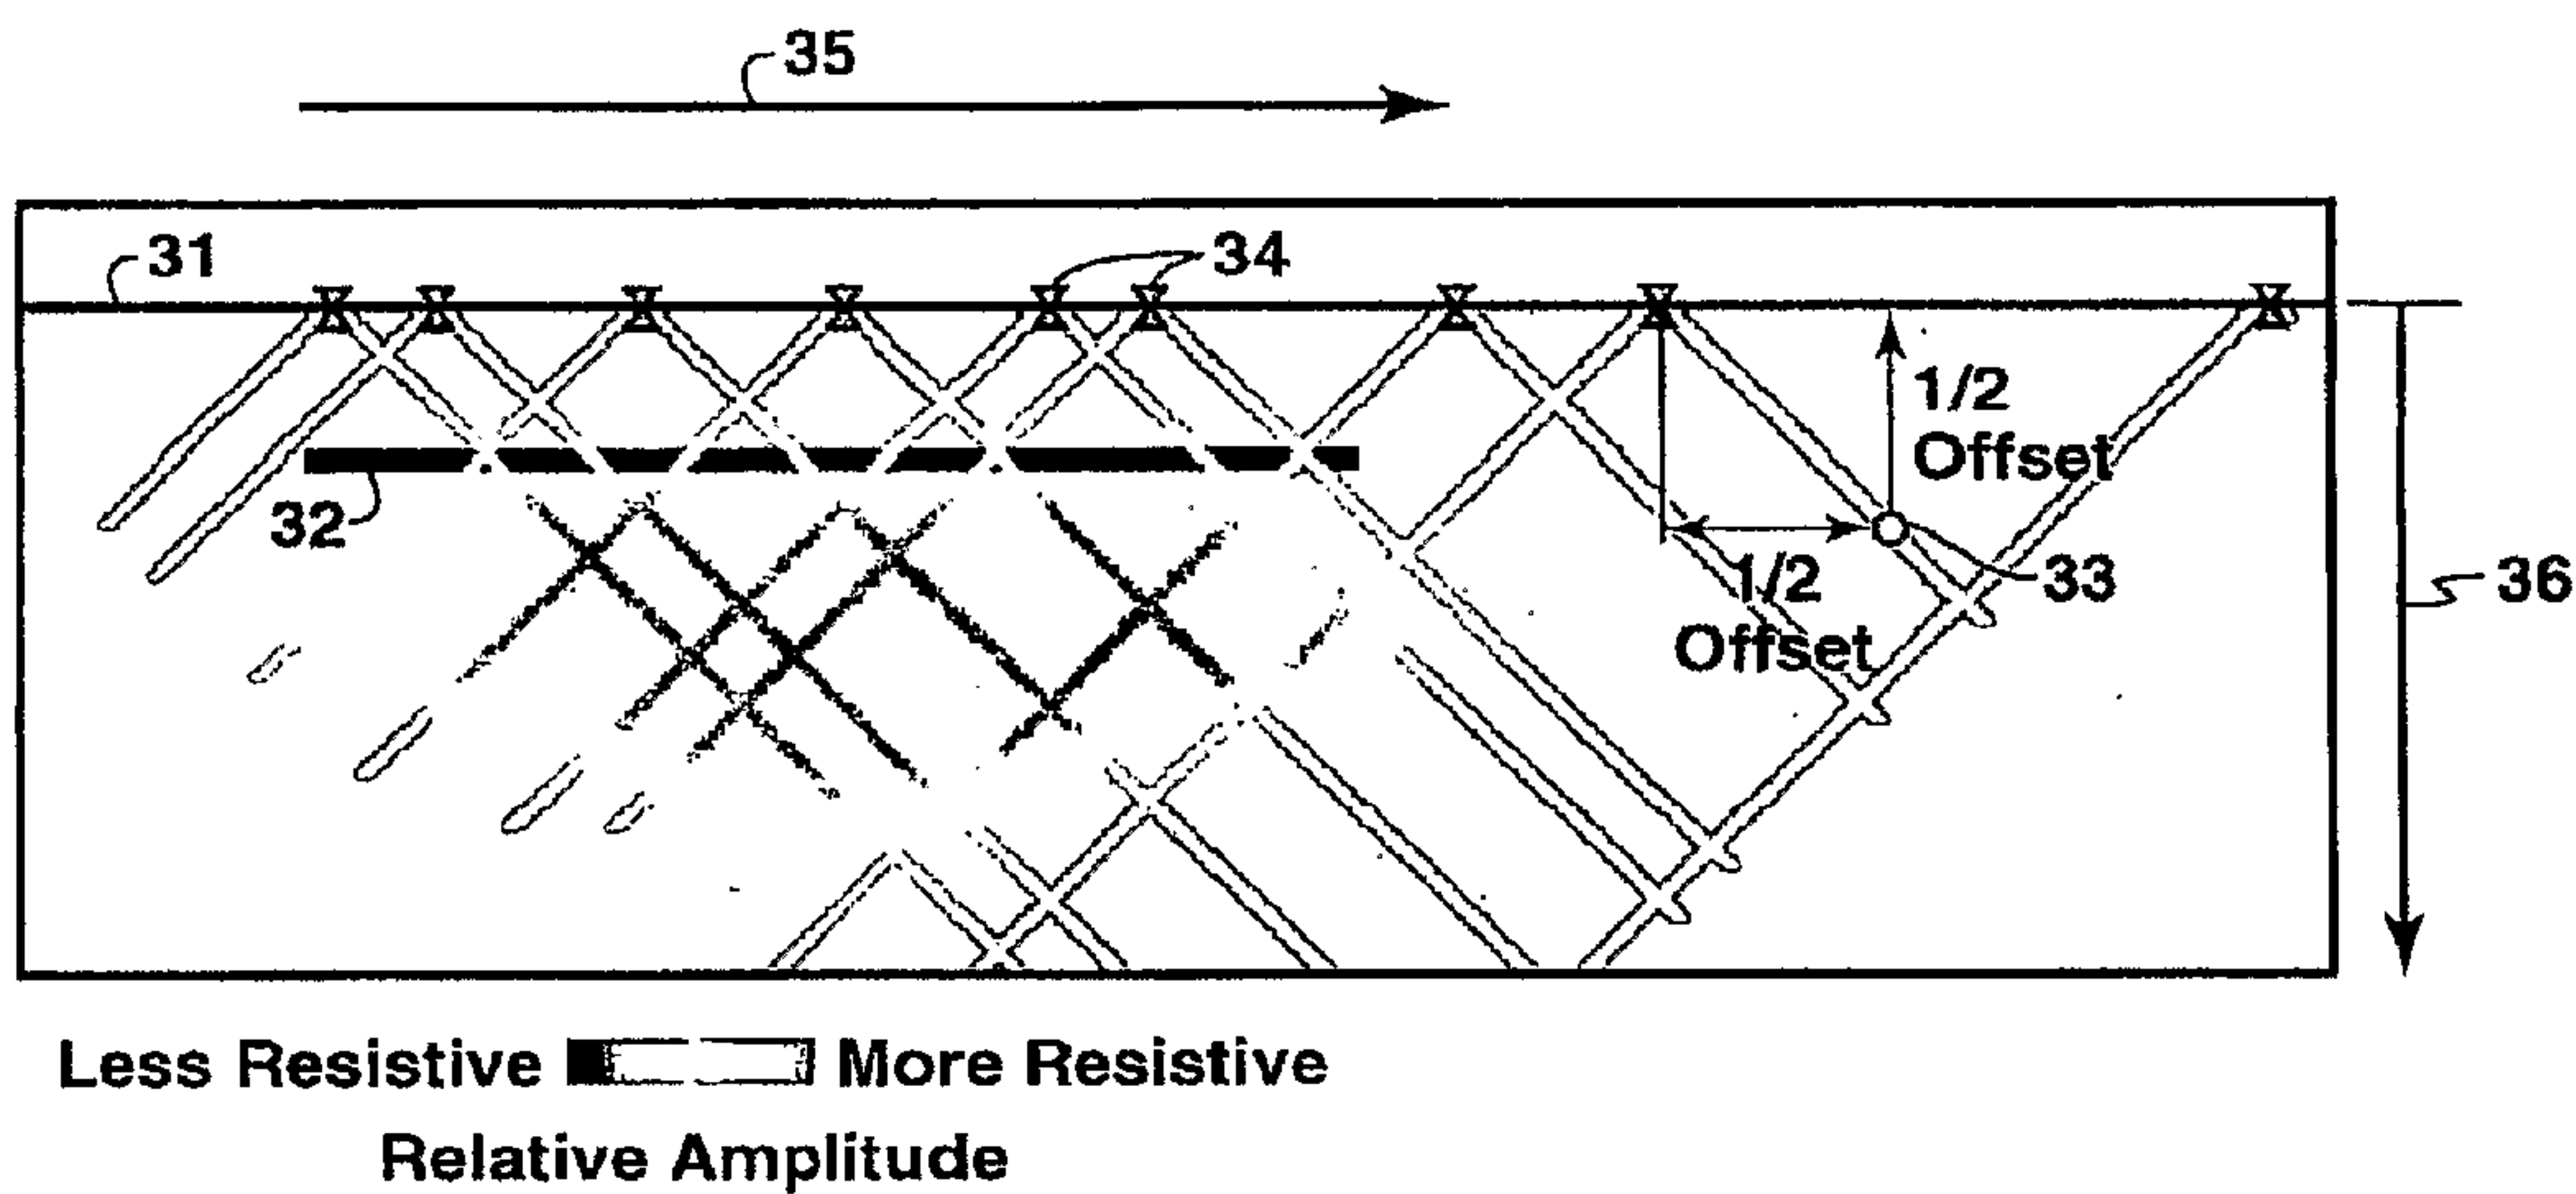 35
31
34
1/2
Offset
32
1/2
Offset
33
36
Less Resistive
More Resistive
Relative Amplitude